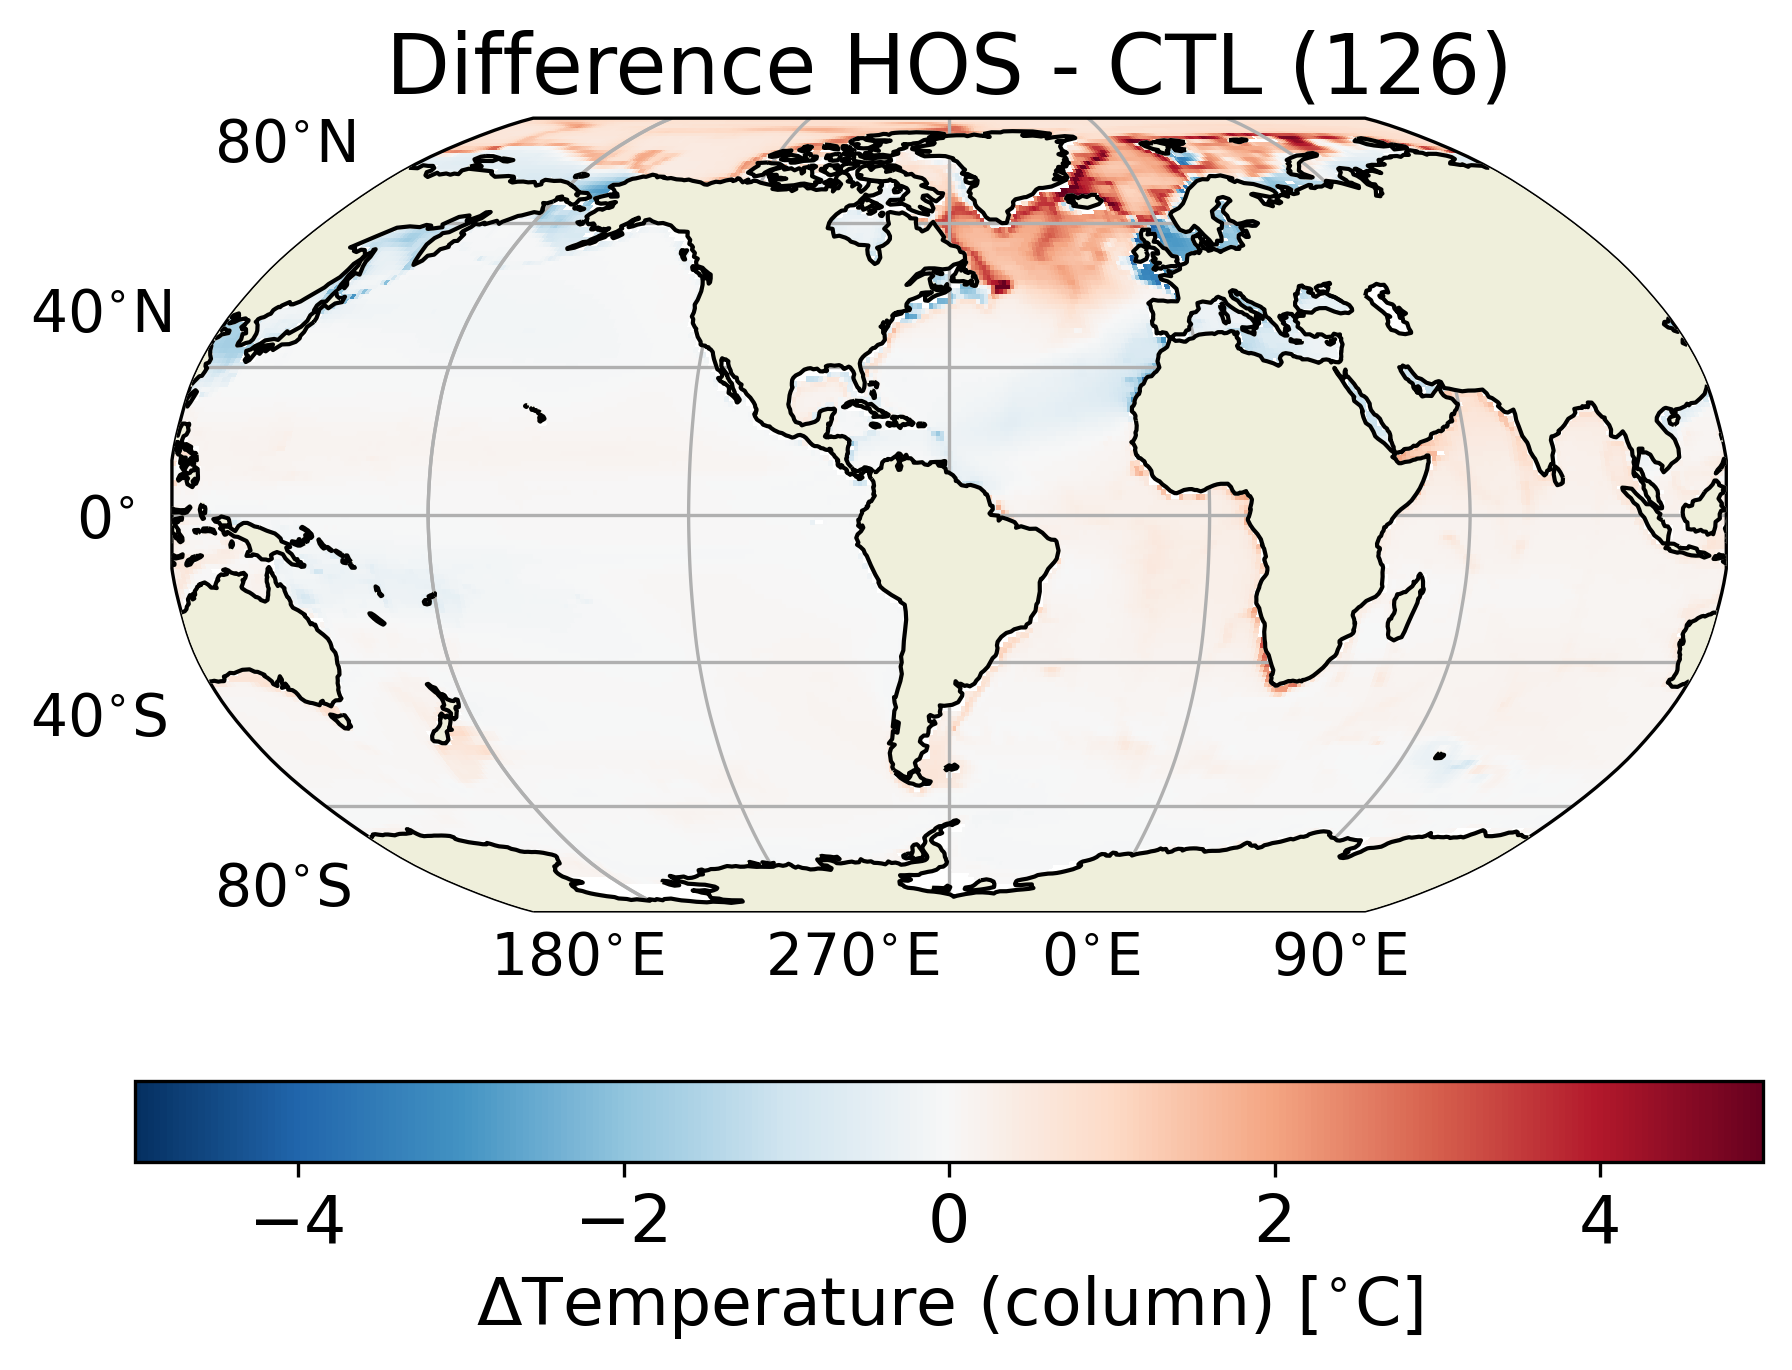 Difference HOS - CTL (126)
80°N
40°N
0°
40°S
80°S
180°E 270°E 0°E 90°E
−4 −2 0 2 4
ΔTemperature (column) [°C]